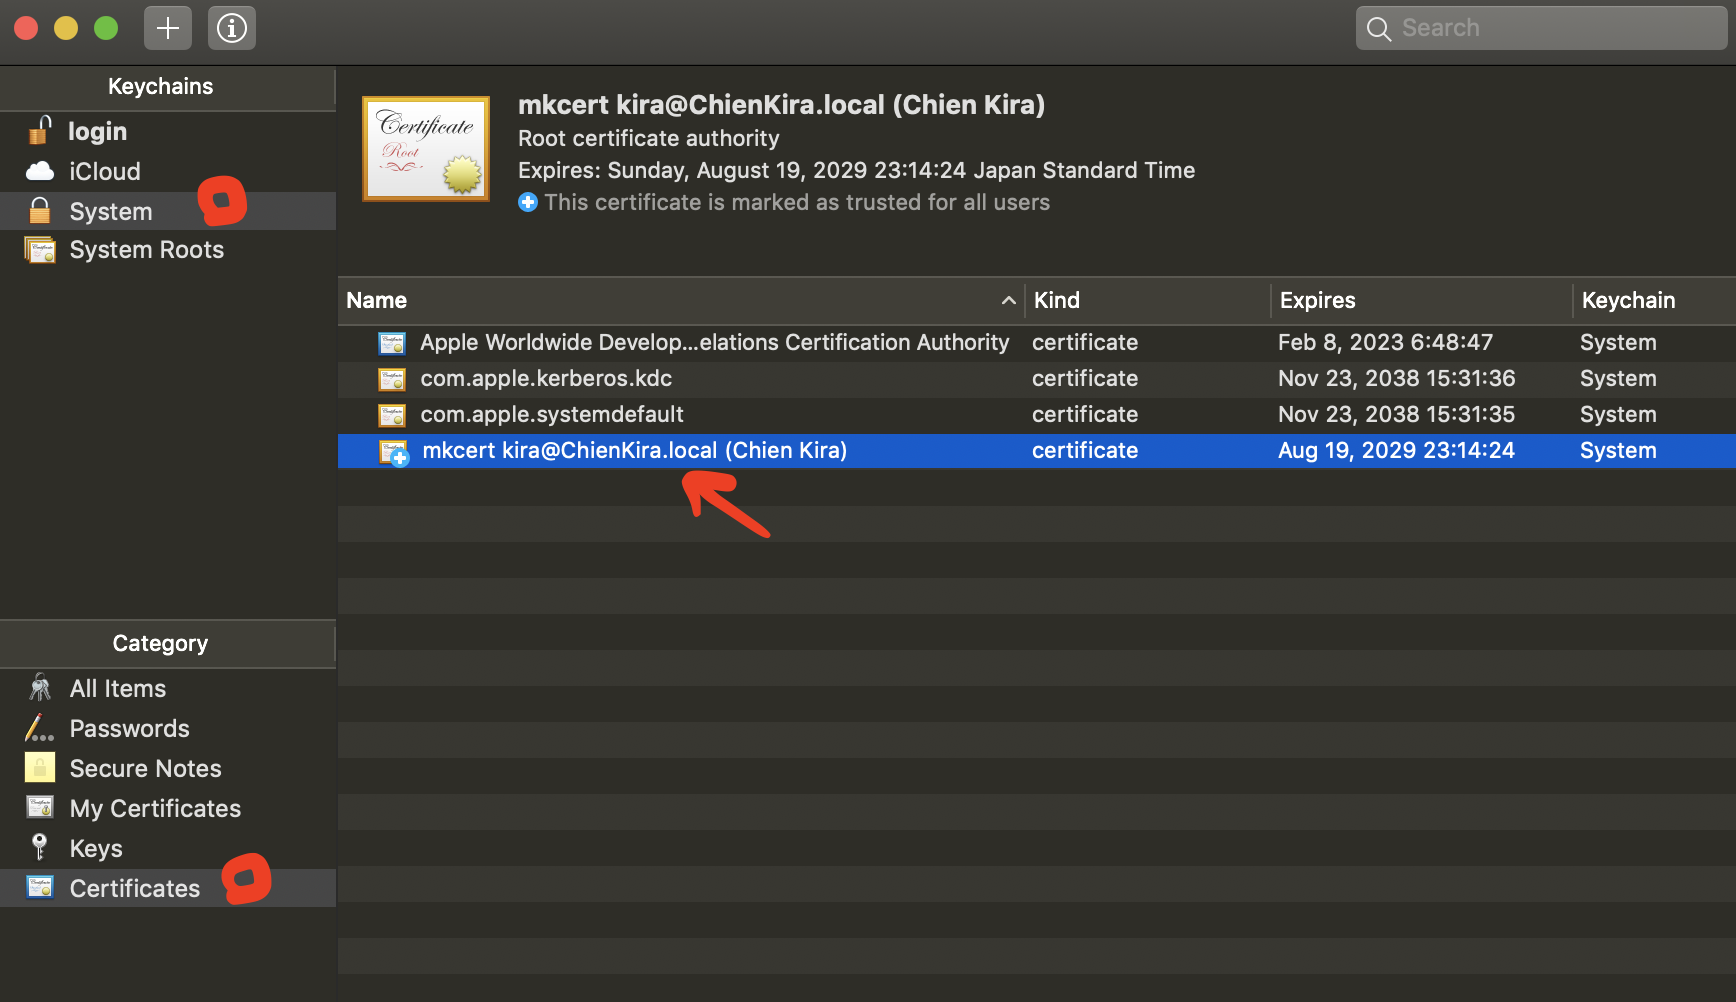 Search
Keychains
login
iCloud
System
System Roots
mkcert kira@ChienKira.local (Chien Kira)
Root certificate authority
Expires: Sunday, August 19, 2029 23:14:24 Japan Standard Time
This certificate is marked as trusted for all users
Certificate
Root
Name Kind Expires Keychain
Apple Worldwide Develop...elations Certification Authority certificate Feb 8, 2023 6:48:47 System
com.apple.kerberos.kdc certificate Nov 23, 2038 15:31:36 System
com.apple.systemdefault certificate Nov 23, 2038 15:31:35 System
mkcert kira@ChienKira.local (Chien Kira) certificate Aug 19, 2029 23:14:24 System
Category
All Items
Passwords
Secure Notes
My Certificates
Keys
Certificates